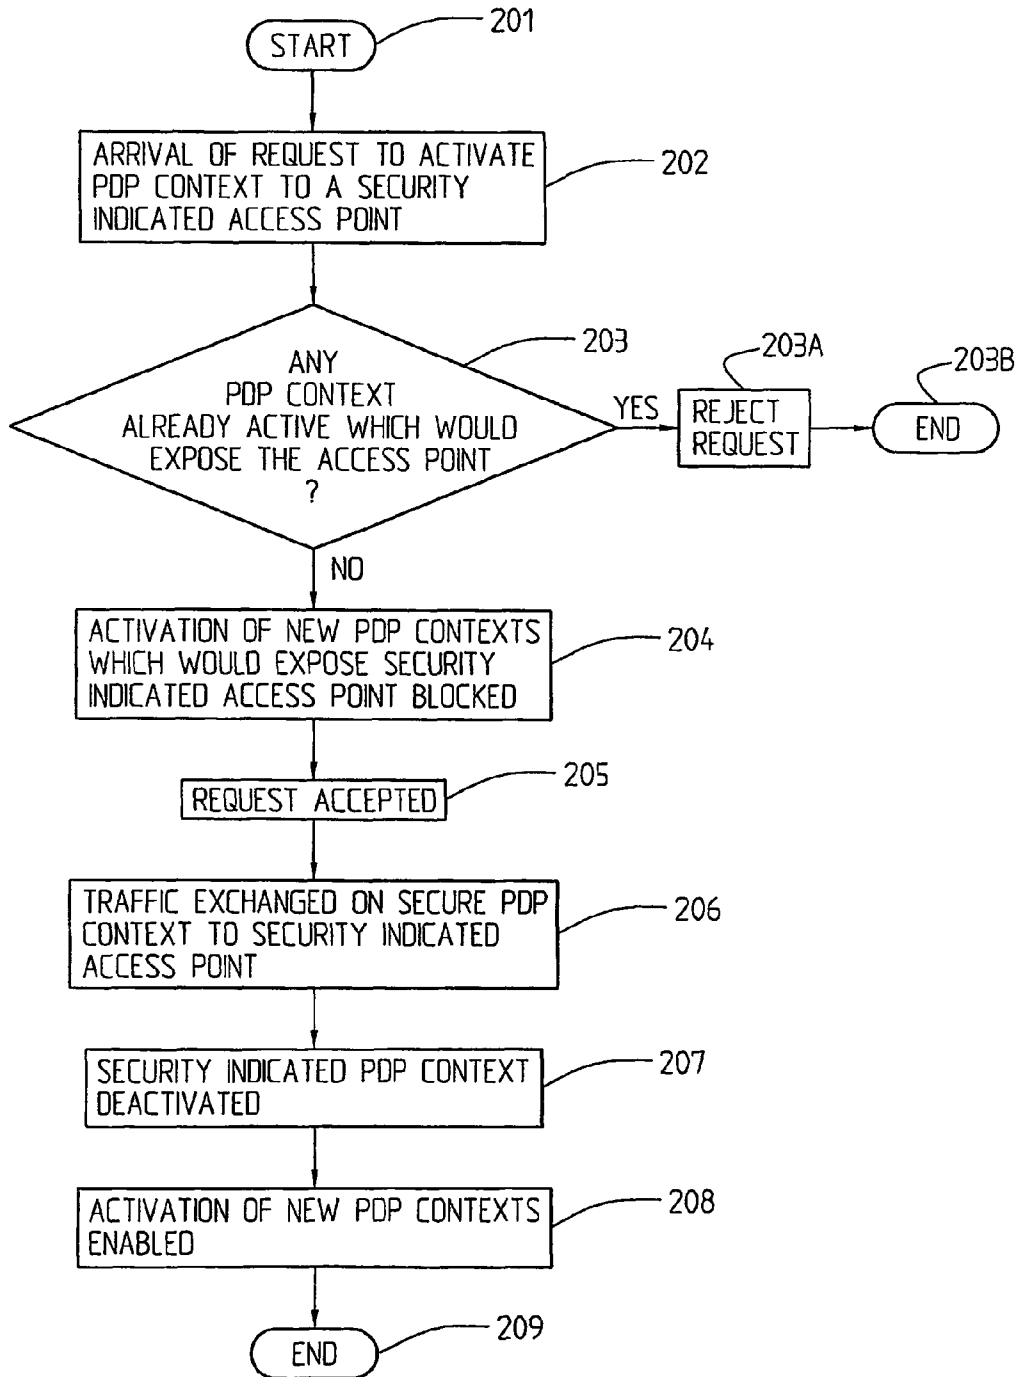 START
201
ARRIVAL OF REQUEST TO ACTIVATE
PDP CONTEXT TO A SECURITY
INDICATED ACCESS POINT
202
ANY
PDP CONTEXT
ALREADY ACTIVE WHICH WOULD
EXPOSE THE ACCESS POINT
?
203
YES
REJECT
REQUEST
203A
END
203B
NO
ACTIVATION OF NEW PDP CONTEXTS
WHICH WOULD EXPOSE SECURITY
INDICATED ACCESS POINT BLOCKED
204
REQUEST ACCEPTED
205
TRAFFIC EXCHANGED ON SECURE PDP
CONTEXT TO SECURITY INDICATED
ACCESS POINT
206
SECURITY INDICATED PDP CONTEXT
DEACTIVATED
207
ACTIVATION OF NEW PDP CONTEXTS
ENABLED
208
END
209